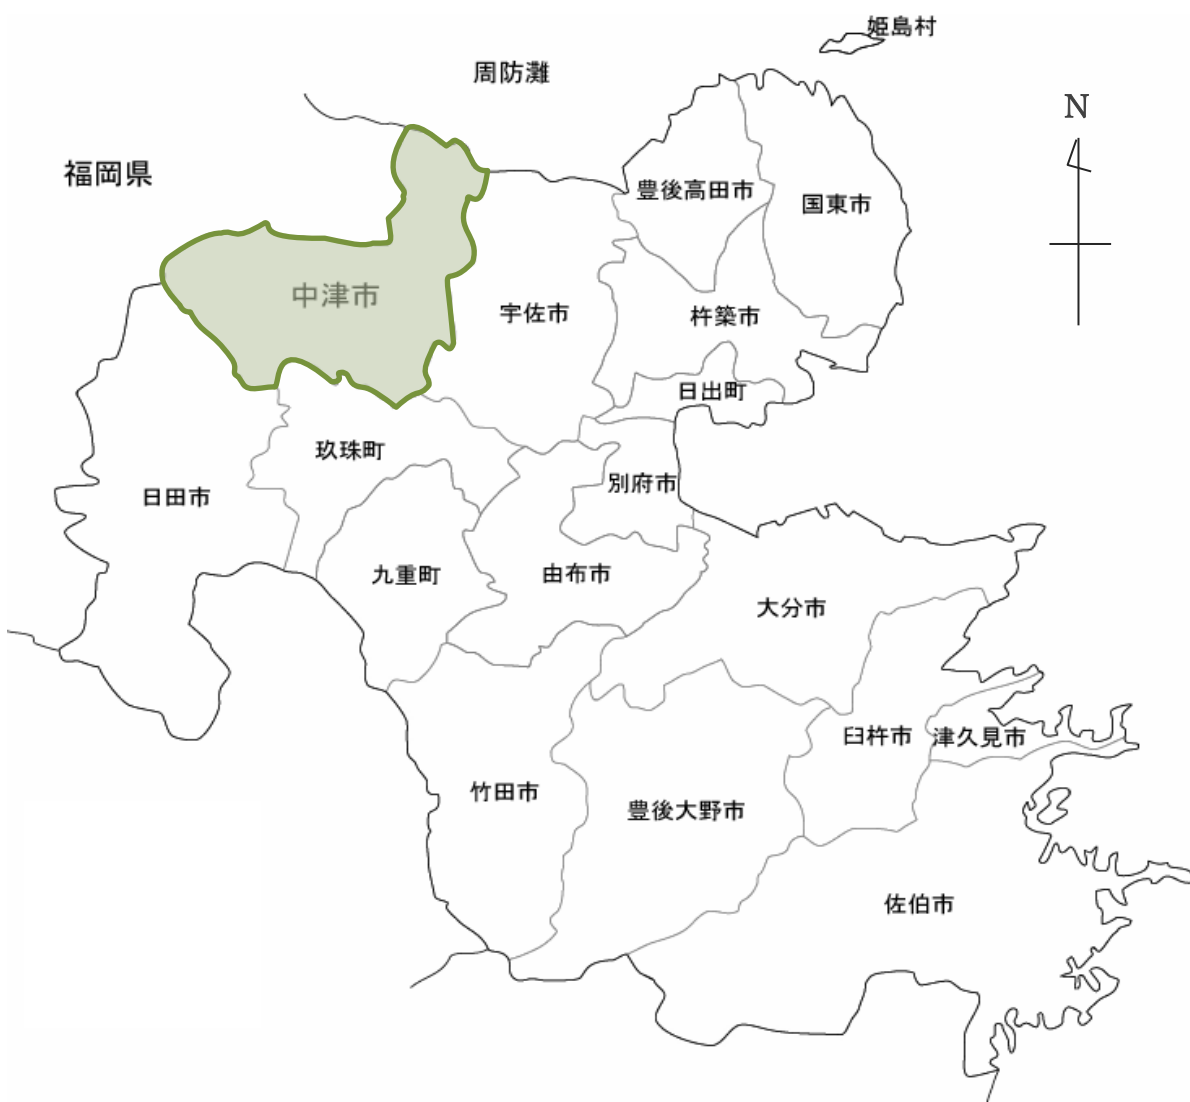 姫島村
周防灘
N
福岡県
豊後高田市
国東市
中津市
宇佐市
杵築市
日出町
玖珠町
別府市
日田市
九重町
由布市
大分市
臼杵市
津久見市
竹田市
豊後大野市
佐伯市